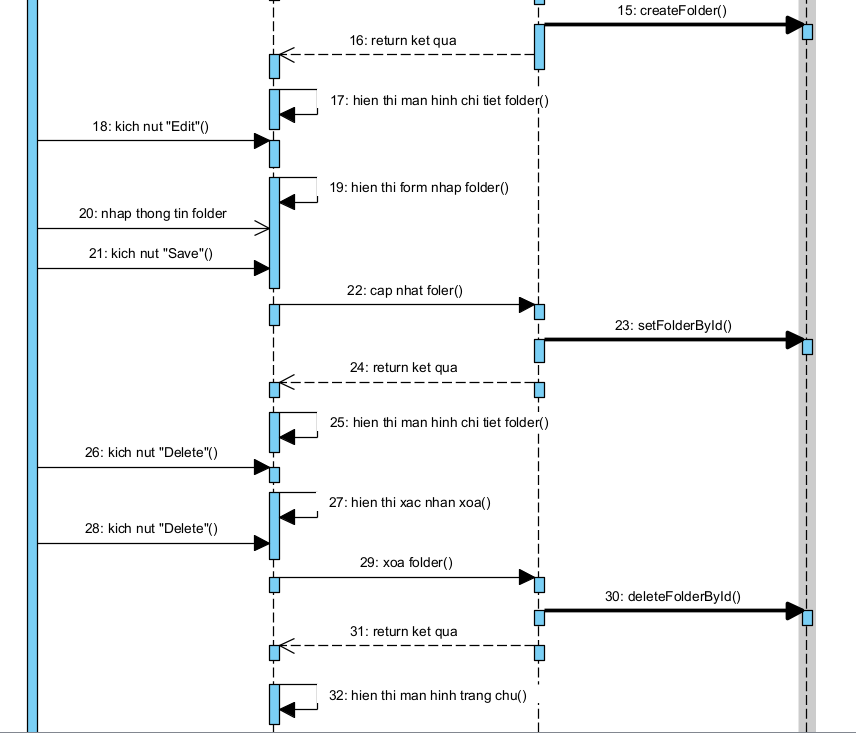 15: createFolder()
16: return ket qua
17: hien thi man hinh chi tiet folder()
18: kich nut "Edit"()
19: hien thi form nhap folder()
20: nhap thong tin folder
21: kich nut "Save"()
22: cap nhat foler()
23: setFolderById()
24: return ket qua
25: hien thi man hinh chi tiet folder()
26: kich nut "Delete"()
27: hien thi xac nhan xoa()
28: kich nut "Delete"()
29: xoa folder()
30: deleteFolderById()
31: return ket qua
32: hien thi man hinh trang chu()